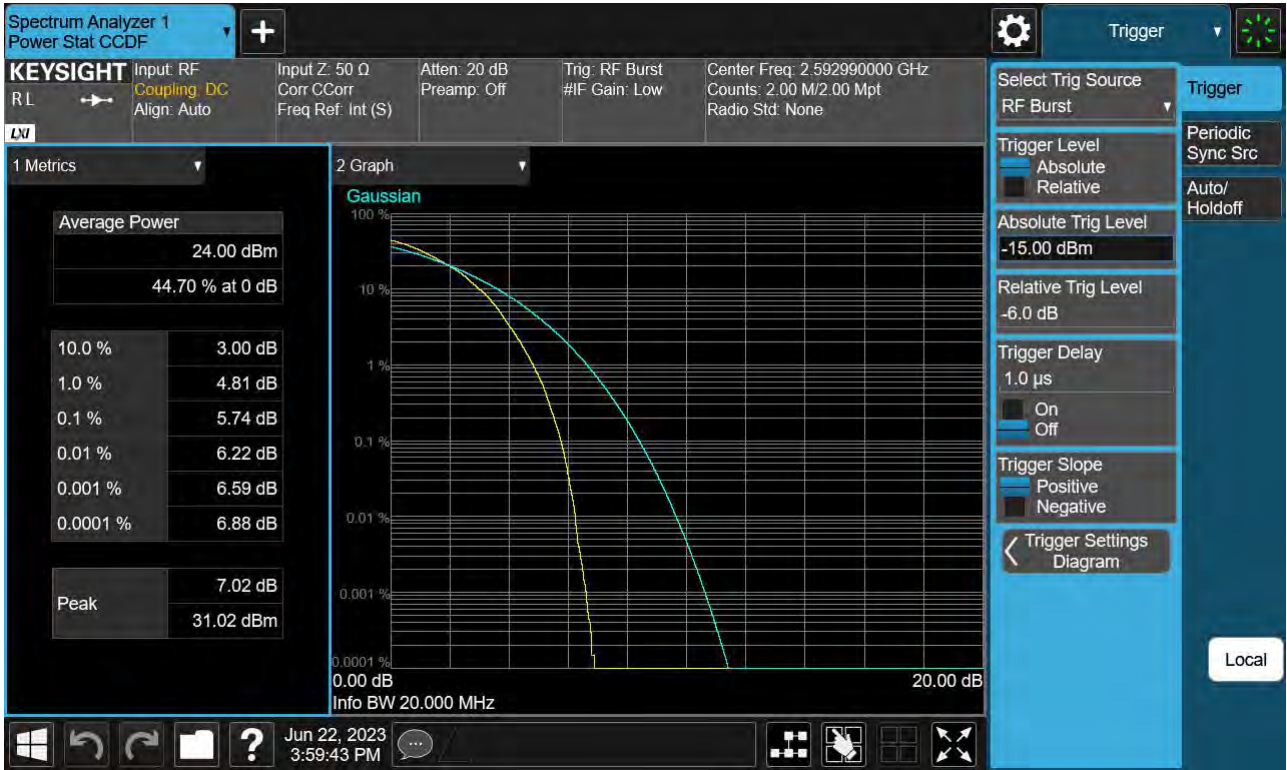 Spectrum Analyzer 1
Power Stat CCDF
+
Trigger
KEYSIGHT
RL
LXI
Input: RF
Coupling: DC
Align: Auto
Input Z: 50 Ω
Corr CCorr
Freq Ref: Int (S)
Atten: 20 dB
Preamp: Off
Trig: RF Burst
#IF Gain: Low
Center Freq: 2.592990000 GHz
Counts: 2.00 M/2.00 Mpt
Radio Std: None
1 Metrics
Average Power
24.00 dBm
44.70 % at 0 dB
10.0 % 3.00 dB
1.0 % 4.81 dB
0.1 % 5.74 dB
0.01 % 6.22 dB
0.001 % 6.59 dB
0.0001 % 6.88 dB
Peak
7.02 dB
31.02 dBm
2 Graph
Gaussian
100 %
10 %
1 %
0.1 %
0.01 %
0.001 %
0.0001 %
0.00 dB 20.00 dB
Info BW 20.000 MHz
Select Trig Source
RF Burst
Trigger Level
Absolute
Relative
Absolute Trig Level
-15.00 dBm
Relative Trig Level
-6.0 dB
Trigger Delay
1.0 µs
On
Off
Trigger Slope
Positive
Negative
Trigger Settings
Diagram
Trigger
Periodic
Sync Src
Auto/
Holdoff
Local
?
Jun 22, 2023
3:59:43 PM